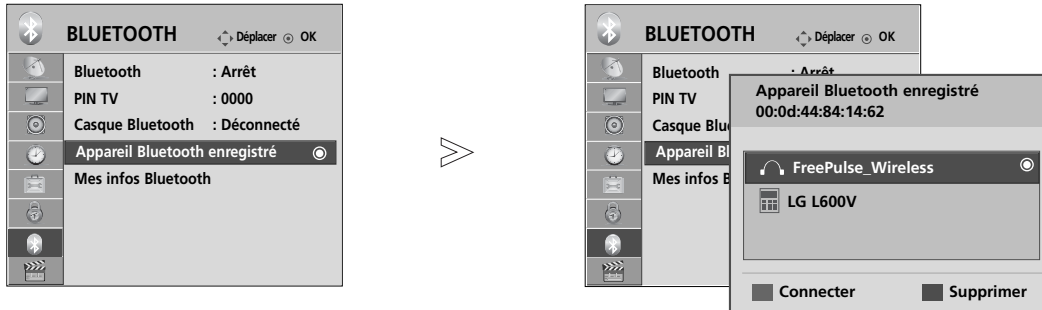 BLUETOOTH Déplacer OK
Bluetooth : Arrêt
PIN TV : 0000
Casque Bluetooth : Déconnecté
Appareil Bluetooth enregistré
Mes infos Bluetooth
BLUETOOTH Déplacer OK
Bluetooth : Arrêt
PIN TV
Casque Blue
Appareil Bl
Mes infos B
Appareil Bluetooth enregistré
00:0d:44:84:14:62
FreePulse_Wireless
LG L600V
Connecter Supprimer